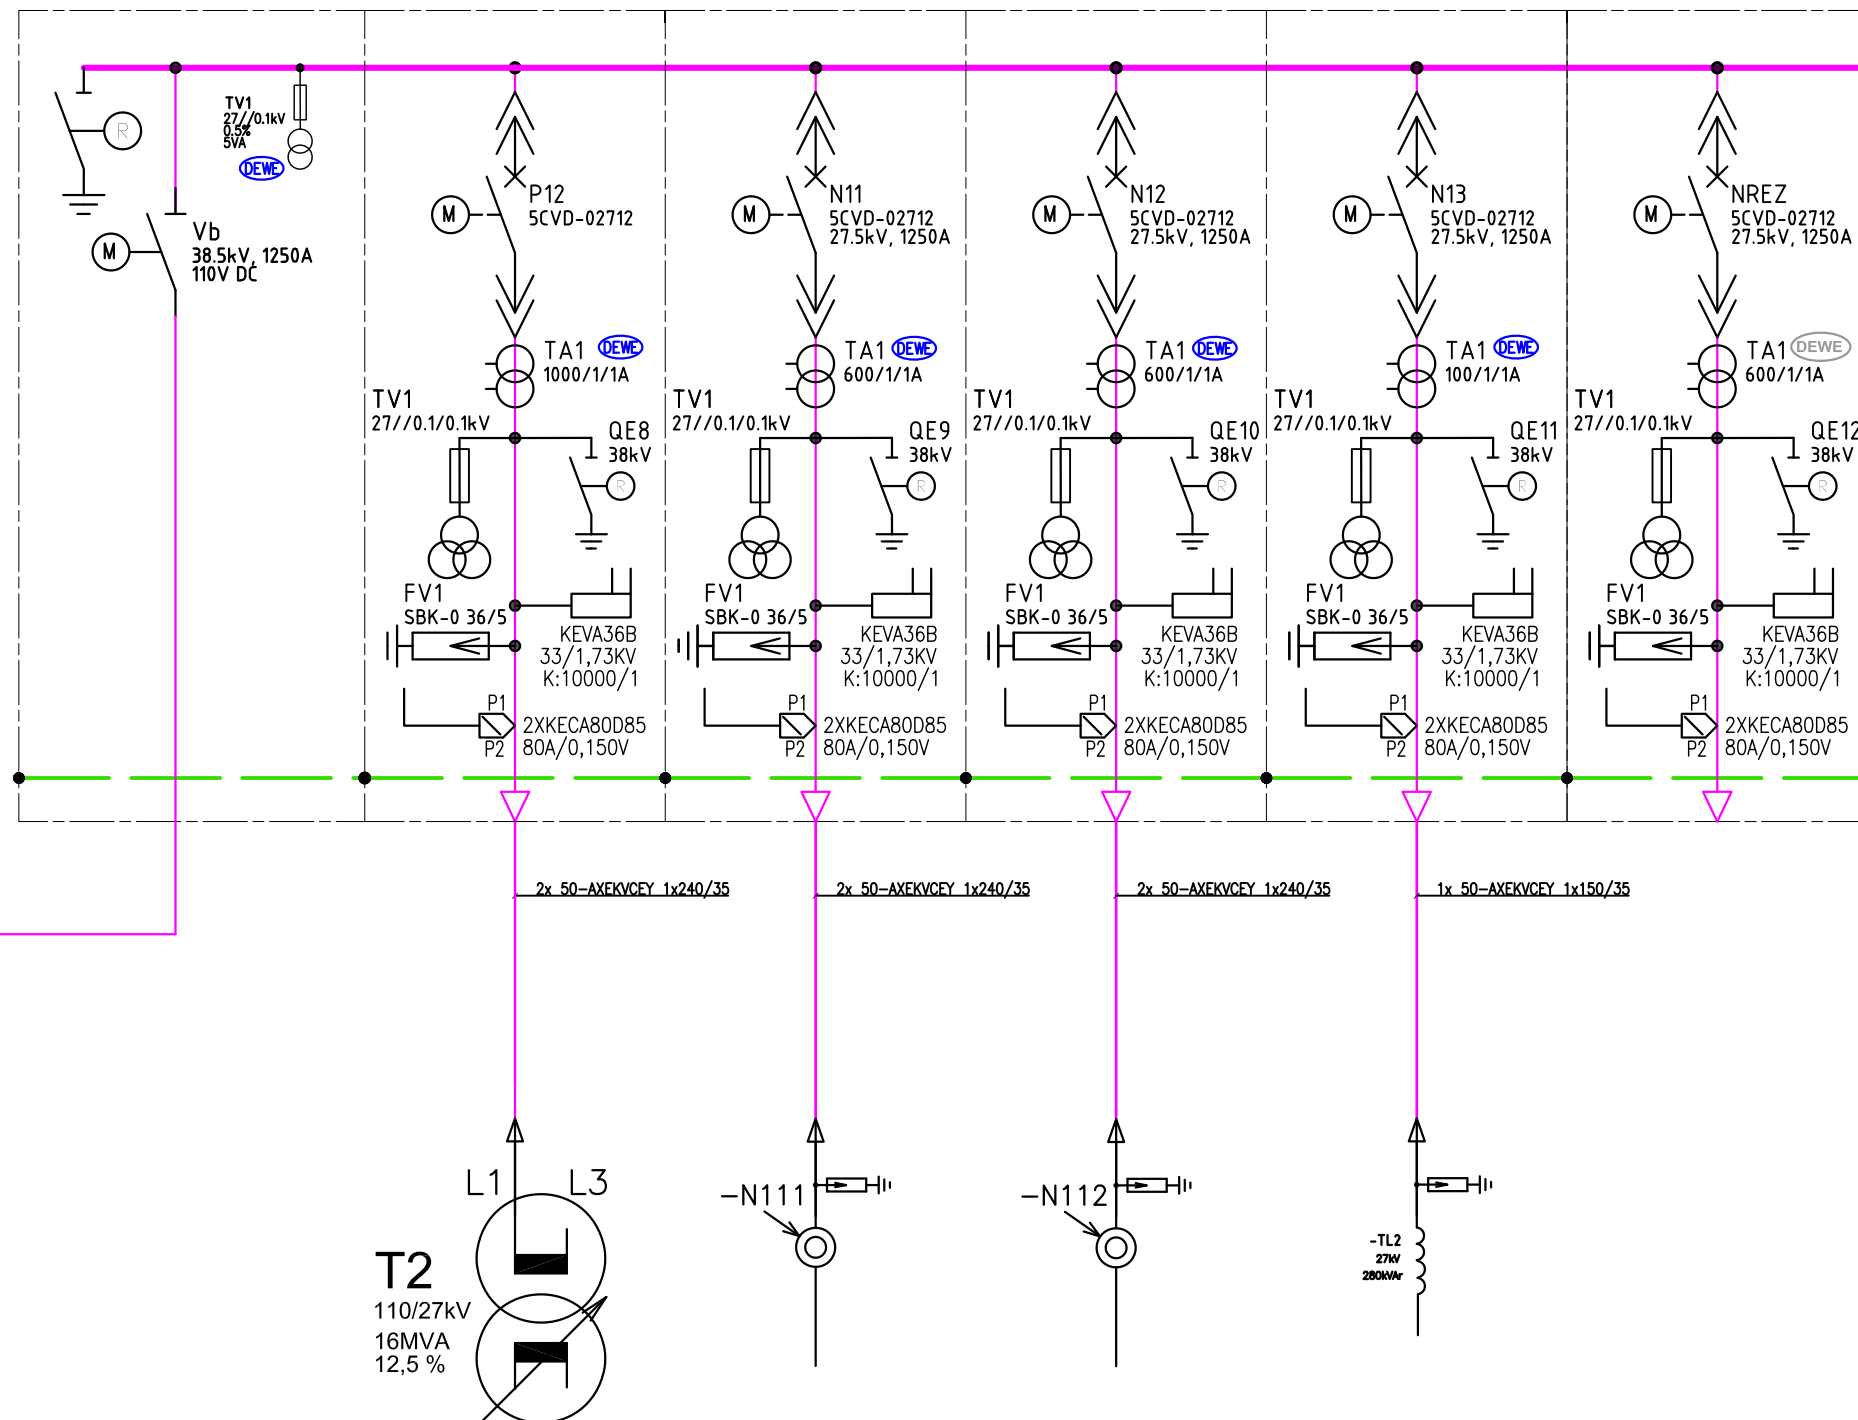 TV1
27//0.1kV
0.5%
5VA
DEWE
R
Vb
38.5kV, 1250A
110V DC
M
P12
5CVD-02712
M
TA1 DEWE
1000/1/1A
TV1
27//0.1/0.1kV
QE8
38kV
R
FV1
SBK-0 36/5
KEVA36B
33/1,73KV
K:10000/1
P1
P2
2XKECA80D85
80A/0,150V
N11
5CVD-02712
27.5kV, 1250A
M
TA1 DEWE
600/1/1A
TV1
27//0.1/0.1kV
QE9
38kV
R
FV1
SBK-0 36/5
KEVA36B
33/1,73KV
K:10000/1
P1
P2
2XKECA80D85
80A/0,150V
N12
5CVD-02712
27.5kV, 1250A
M
TA1 DEWE
600/1/1A
TV1
27//0.1/0.1kV
QE10
38kV
R
FV1
SBK-0 36/5
KEVA36B
33/1,73KV
K:10000/1
P1
P2
2XKECA80D85
80A/0,150V
N13
5CVD-02712
27.5kV, 1250A
M
TA1 DEWE
100/1/1A
TV1
27//0.1/0.1kV
QE11
38kV
R
FV1
SBK-0 36/5
KEVA36B
33/1,73KV
K:10000/1
P1
P2
2XKECA80D85
80A/0,150V
NREZ
5CVD-02712
27.5kV, 1250A
M
TA1 DEWE
600/1/1A
TV1
27//0.1/0.1kV
QE12
38kV
R
FV1
SBK-0 36/5
KEVA36B
33/1,73KV
K:10000/1
P1
P2
2XKECA80D85
80A/0,150V
2x 50-AXEKVCEY 1x240/35
2x 50-AXEKVCEY 1x240/35
2x 50-AXEKVCEY 1x240/35
1x 50-AXEKVCEY 1x150/35
L1 L3
T2
110/27kV
16MVA
12,5 %
-N111
-N112
-TL2
27kV
280kVAr